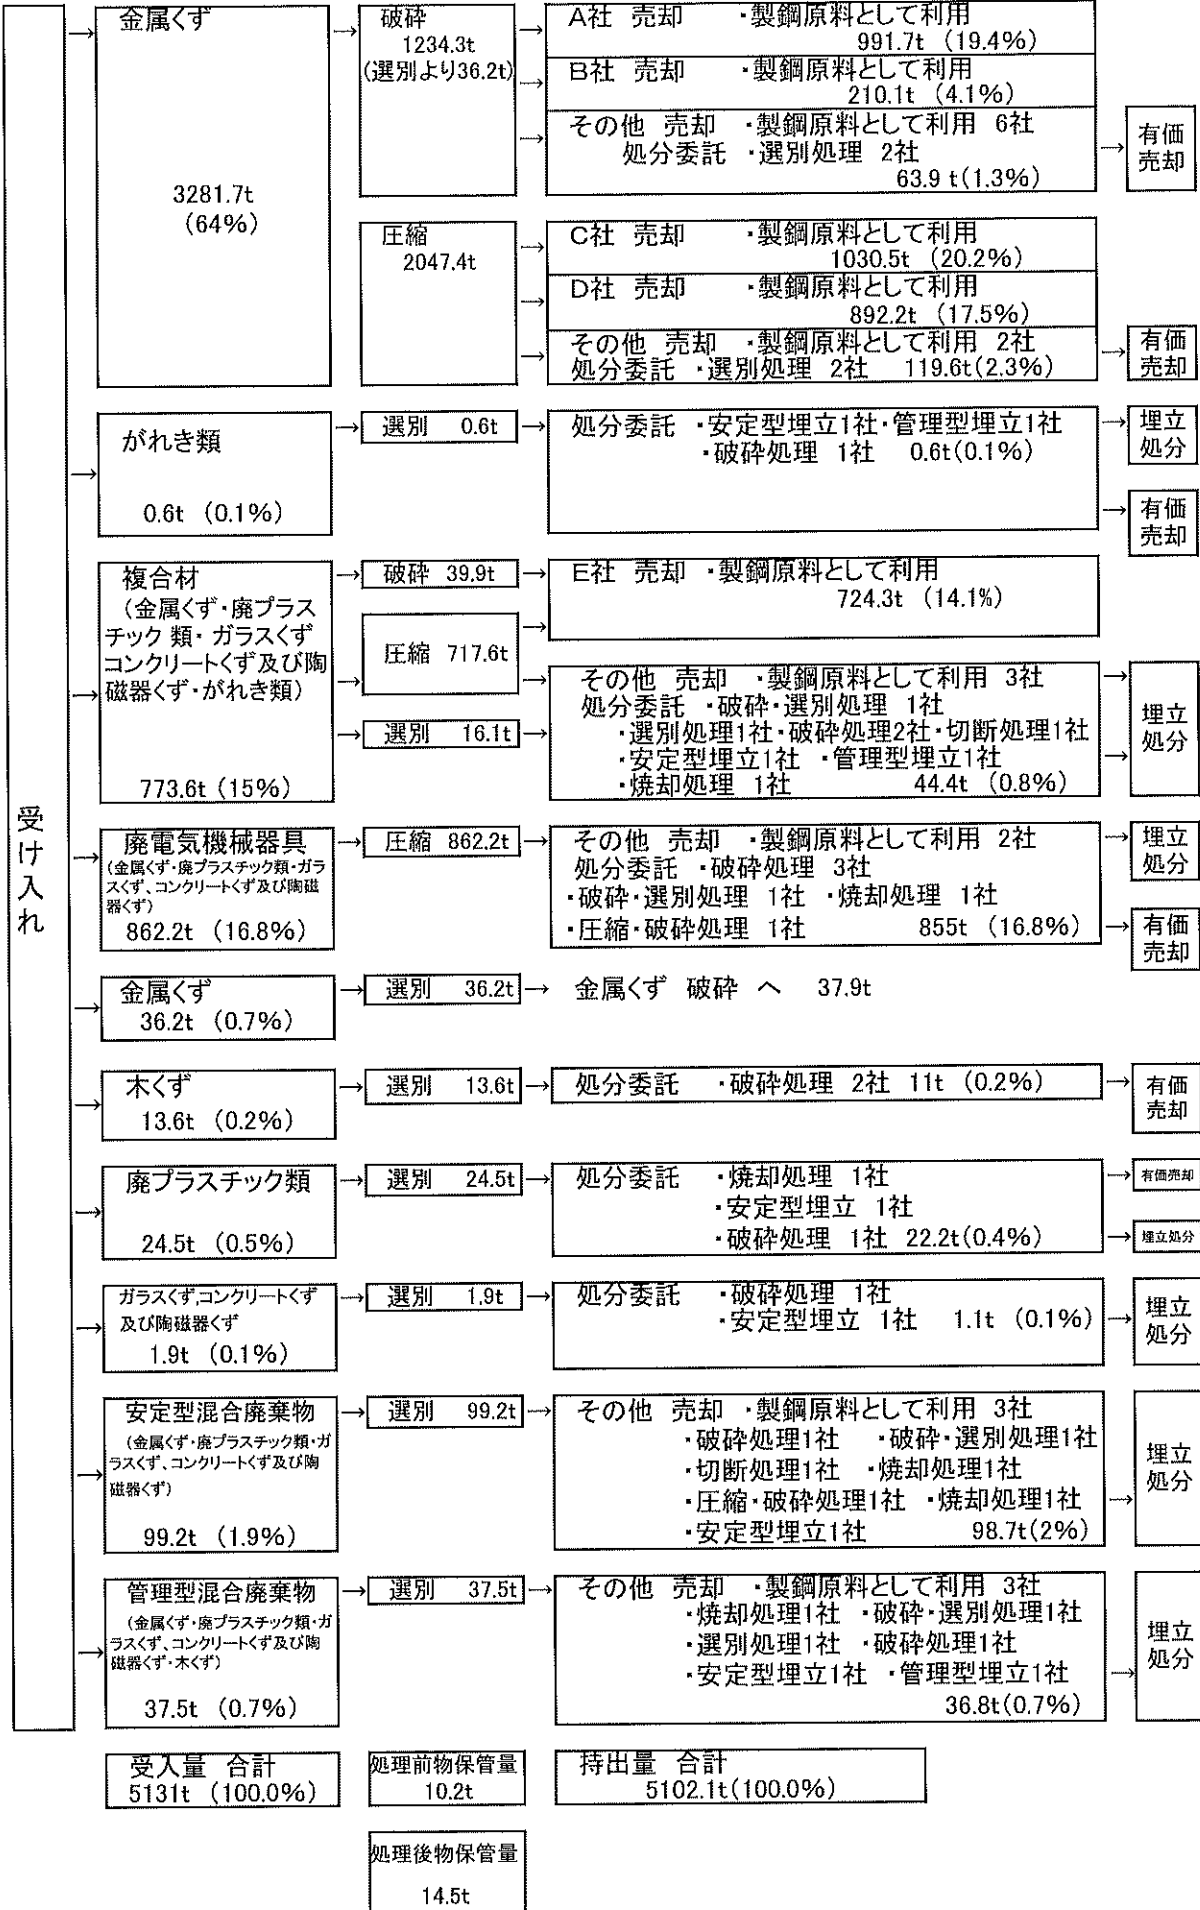 受け入れ
金属くず
3281.7t
(64%)
破砕
1234.3t
(選別より36.2t)
A社 売却 ・製鋼原料として利用
991.7t (19.4%)
B社 売却 ・製鋼原料として利用
210.1t (4.1%)
その他 売却 ・製鋼原料として利用 6社
処分委託 ・選別処理 2社
63.9 t(1.3%)
有価
売却
圧縮
2047.4t
C社 売却 ・製鋼原料として利用
1030.5t (20.2%)
D社 売却 ・製鋼原料として利用
892.2t (17.5%)
その他 売却 ・製鋼原料として利用 2社
処分委託 ・選別処理 2社 119.6t(2.3%)
有価
売却
がれき類
0.6t (0.1%)
選別 0.6t
処分委託 ・安定型埋立1社・管理型埋立1社
・破砕処理 1社 0.6t(0.1%)
埋立
処分
有価
売却
複合材
(金属くず・廃プラス
チック 類・ ガラスくず
コンクリートくず及び陶
磁器くず・がれき類)
773.6t (15%)
破砕 39.9t
圧縮 717.6t
選別 16.1t
E社 売却 ・製鋼原料として利用
724.3t (14.1%)
その他 売却 ・製鋼原料として利用 3社
処分委託 ・破砕・選別処理 1社
・選別処理1社・破砕処理2社・切断処理1社
・安定型埋立1社 ・管理型埋立1社
・焼却処理 1社 44.4t (0.8%)
埋立
処分
廃電気機械器具
(金属くず・廃プラスチック類・ガラ
スくず、コンクリートくず及び陶磁
器くず)
862.2t (16.8%)
圧縮 862.2t
その他 売却 ・製鋼原料として利用 2社
処分委託 ・破砕処理 3社
・破砕・選別処理 1社 ・焼却処理 1社
・圧縮・破砕処理 1社 855t (16.8%)
埋立
処分
有価
売却
金属くず
36.2t (0.7%)
選別 36.2t
金属くず 破砕 へ 37.9t
木くず
13.6t (0.2%)
選別 13.6t
処分委託 ・破砕処理 2社 11t (0.2%)
有価
売却
廃プラスチック類
24.5t (0.5%)
選別 24.5t
処分委託 ・焼却処理 1社
・安定型埋立 1社
・破砕処理 1社 22.2t(0.4%)
有価売却
埋立処分
ガラスくず,コンクリートくず
及び陶磁器くず
1.9t (0.1%)
選別 1.9t
処分委託 ・破砕処理 1社
・安定型埋立 1社 1.1t (0.1%)
埋立
処分
安定型混合廃棄物
(金属くず・廃プラスチック類・ガ
ラスくず、コンクリートくず及び陶
磁器くず)
99.2t (1.9%)
選別 99.2t
その他 売却 ・製鋼原料として利用 3社
・破砕処理1社 ・破砕・選別処理1社
・切断処理1社 ・焼却処理1社
・圧縮・破砕処理1社 ・焼却処理1社
・安定型埋立1社 98.7t(2%)
埋立
処分
管理型混合廃棄物
(金属くず・廃プラスチック類・ガ
ラスくず、コンクリートくず及び陶
磁器くず・木くず)
37.5t (0.7%)
選別 37.5t
その他 売却 ・製鋼原料として利用 3社
・焼却処理1社 ・破砕・選別処理1社
・選別処理1社 ・破砕処理1社
・安定型埋立1社 ・管理型埋立1社
36.8t(0.7%)
埋立
処分
受入量 合計
5131t (100.0%)
処理前物保管量
10.2t
持出量 合計
5102.1t(100.0%)
処理後物保管量
14.5t